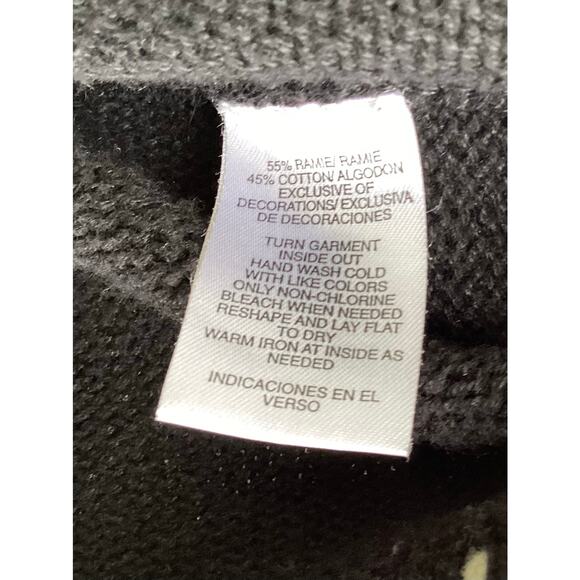 55% RAMIE/ RAMIE
45% COTTON/ ALGODON
EXCLUSIVE OF
DECORATIONS/ EXCLUSIVA
DE DECORACIONES
TURN GARMENT
INSIDE OUT
HAND WASH COLD
WITH LIKE COLORS
ONLY NON-CHLORINE
BLEACH WHEN NEEDED
RESHAPE AND LAY FLAT
TO DRY
WARM IRON AT INSIDE AS
NEEDED
INDICACIONES EN EL
VERSO